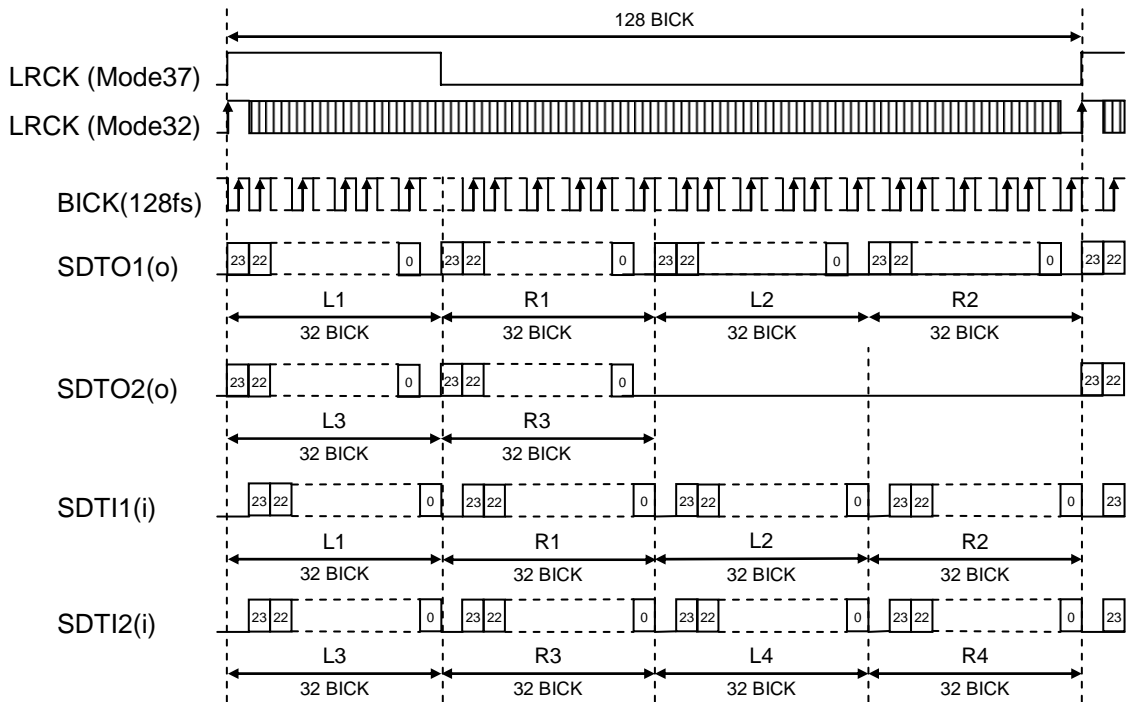 128 BICK
LRCK (Mode37)
LRCK (Mode32)
BICK(128fs)
SDTO1(o) 23 22 0 23 22 0 23 22 0 23 22 0 23 22
L1 R1 L2 R2
32 BICK 32 BICK 32 BICK 32 BICK
SDTO2(o) 23 22 0 23 22 0 23 22
L3 R3
32 BICK 32 BICK
SDTI1(i) 23 22 0 23 22 0 23 22 0 23 22 0 23
L1 R1 L2 R2
32 BICK 32 BICK 32 BICK 32 BICK
SDTI2(i) 23 22 0 23 22 0 23 22 0 23 22 0 23
L3 R3 L4 R4
32 BICK 32 BICK 32 BICK 32 BICK